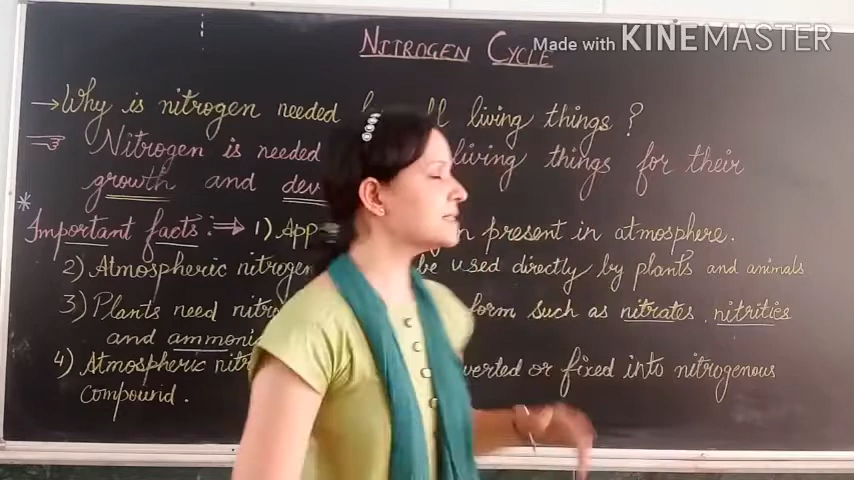 NITROGEN CYCLE
Made with KINEMASTER
→ Why is nitrogen needed by all living things ?
Nitrogen is needed living things for their
growth and dev
* Important facts :⇒ 1) App n present in atmosphere.
2) Atmospheric nitrogen be used directly by plants and animals
3) Plants need nitro form such as nitrates, nitrities
and ammonia
4) Atmospheric nitr verted or fixed into nitrogenous
compound.